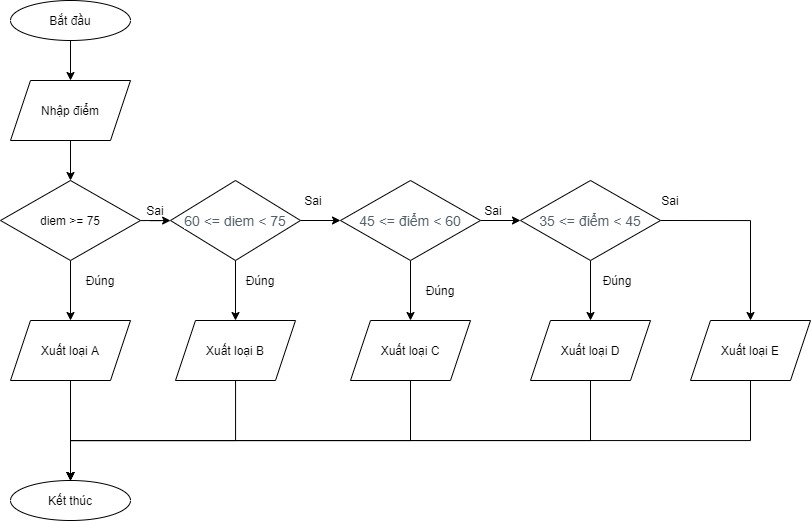 Bắt đầu
Nhập điểm
diem >= 75
Sai
60 <= diem < 75
Sai
45 <= điểm < 60
Sai
35 <= điểm < 45
Sai
Đúng
Đúng
Đúng
Đúng
Xuất loại A
Xuất loại B
Xuất loại C
Xuất loại D
Xuất loại E
Kết thúc